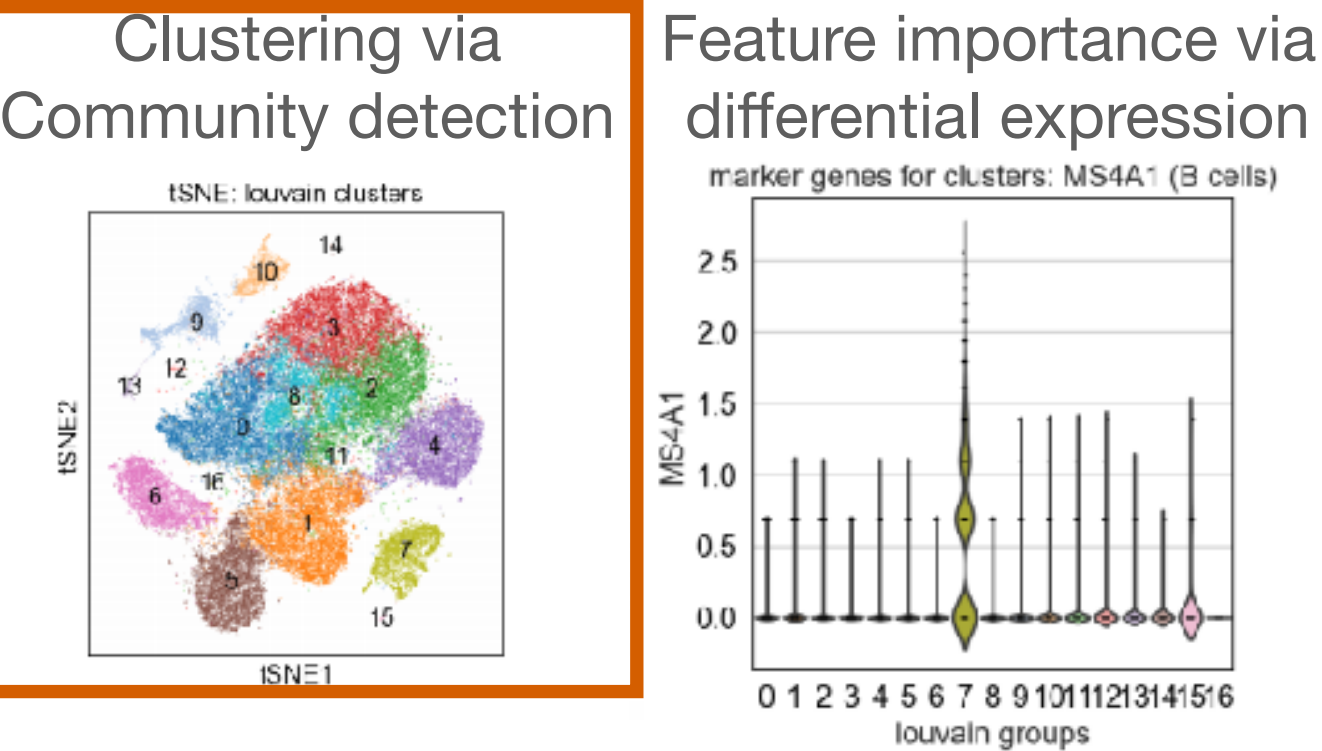 Clustering via
Community detection
tSNE: louvain clusters
14
10
3
9
12
13
8
2
0
4
11
16
6
1
7
5
15
tSNE2
tSNE1
Feature importance via
differential expression
marker genes for clusters: MS4A1 (B cells)
2.5
2.0
1.5
1.0
0.5
0.0
MS4A1
0 1 2 3 4 5 6 7 8 9 10 11 12 13 14 15 16
louvain groups